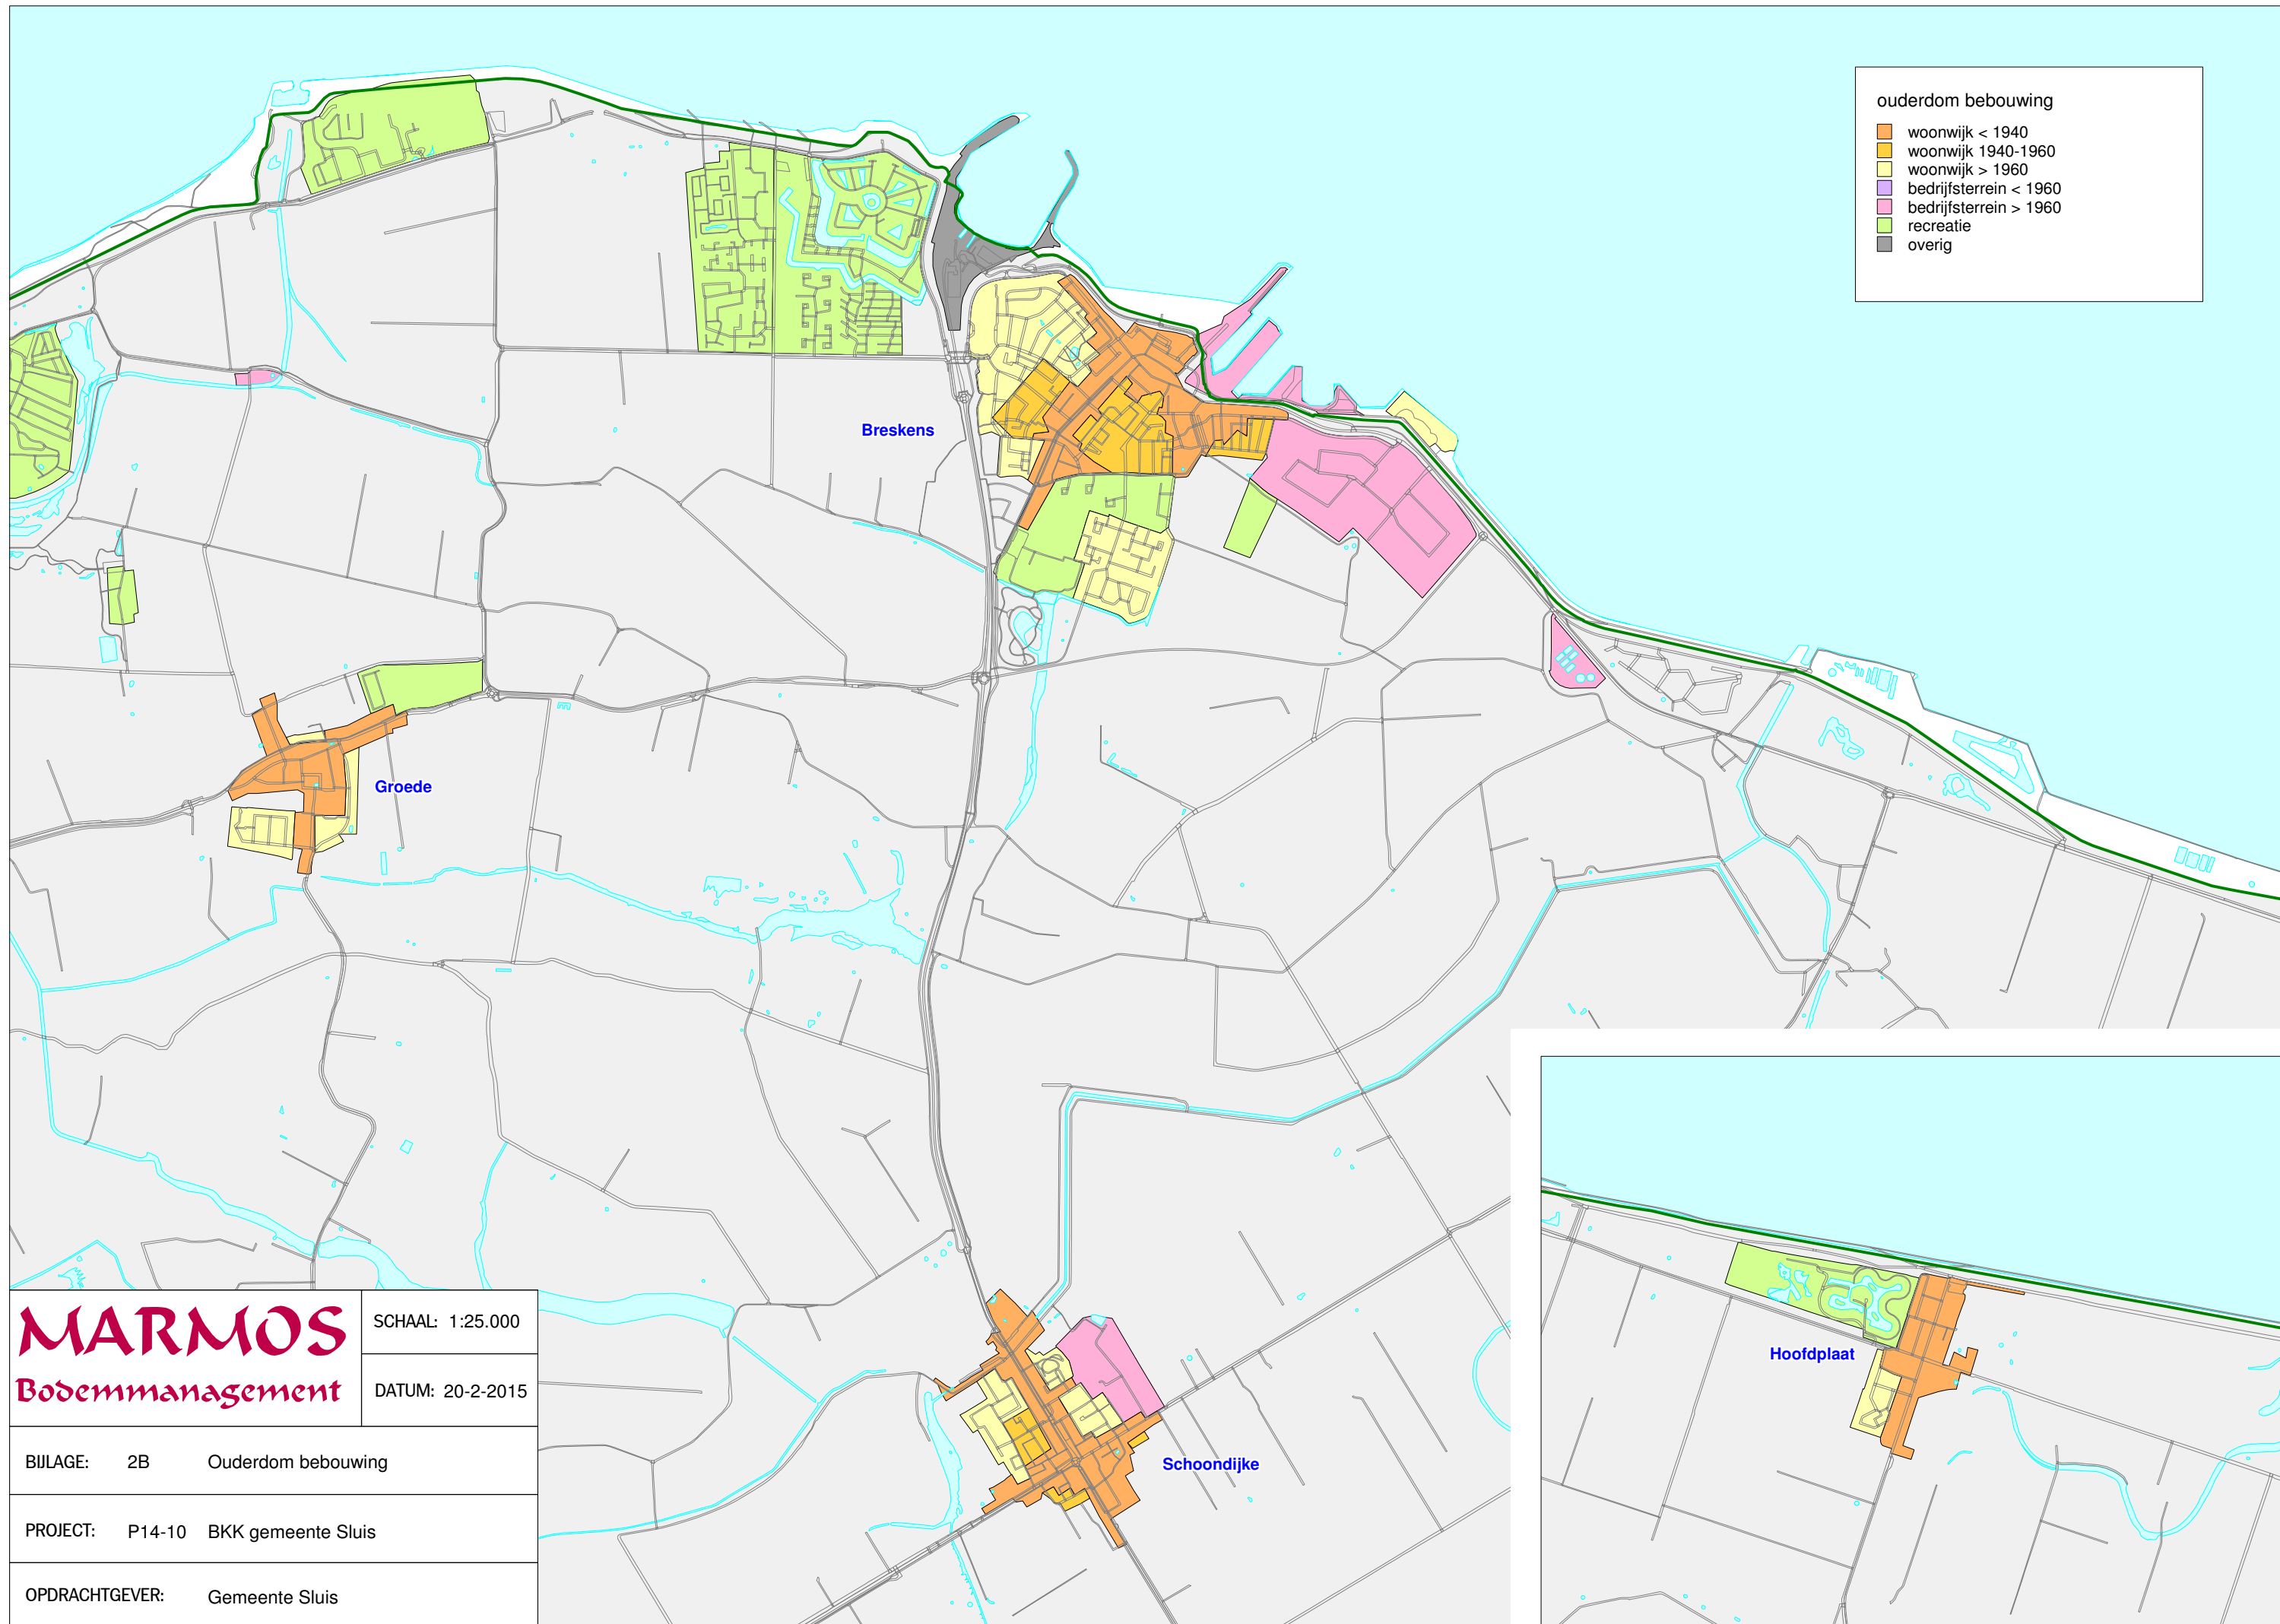 ouderdom bebouwing
woonwijk < 1940
woonwijk 1940-1960
woonwijk > 1960
bedrijfsterrein < 1960
bedrijfsterrein > 1960
recreatie
overig
Breskens
Groede
Hoofdplaat
Schoondijke
MARMOS
Bodemmanagement
SCHAAL: 1:25.000
DATUM: 20-2-2015
BIJLAGE: 2B Ouderdom bebouwing
PROJECT: P14-10 BKK gemeente Sluis
OPDRACHTGEVER: Gemeente Sluis